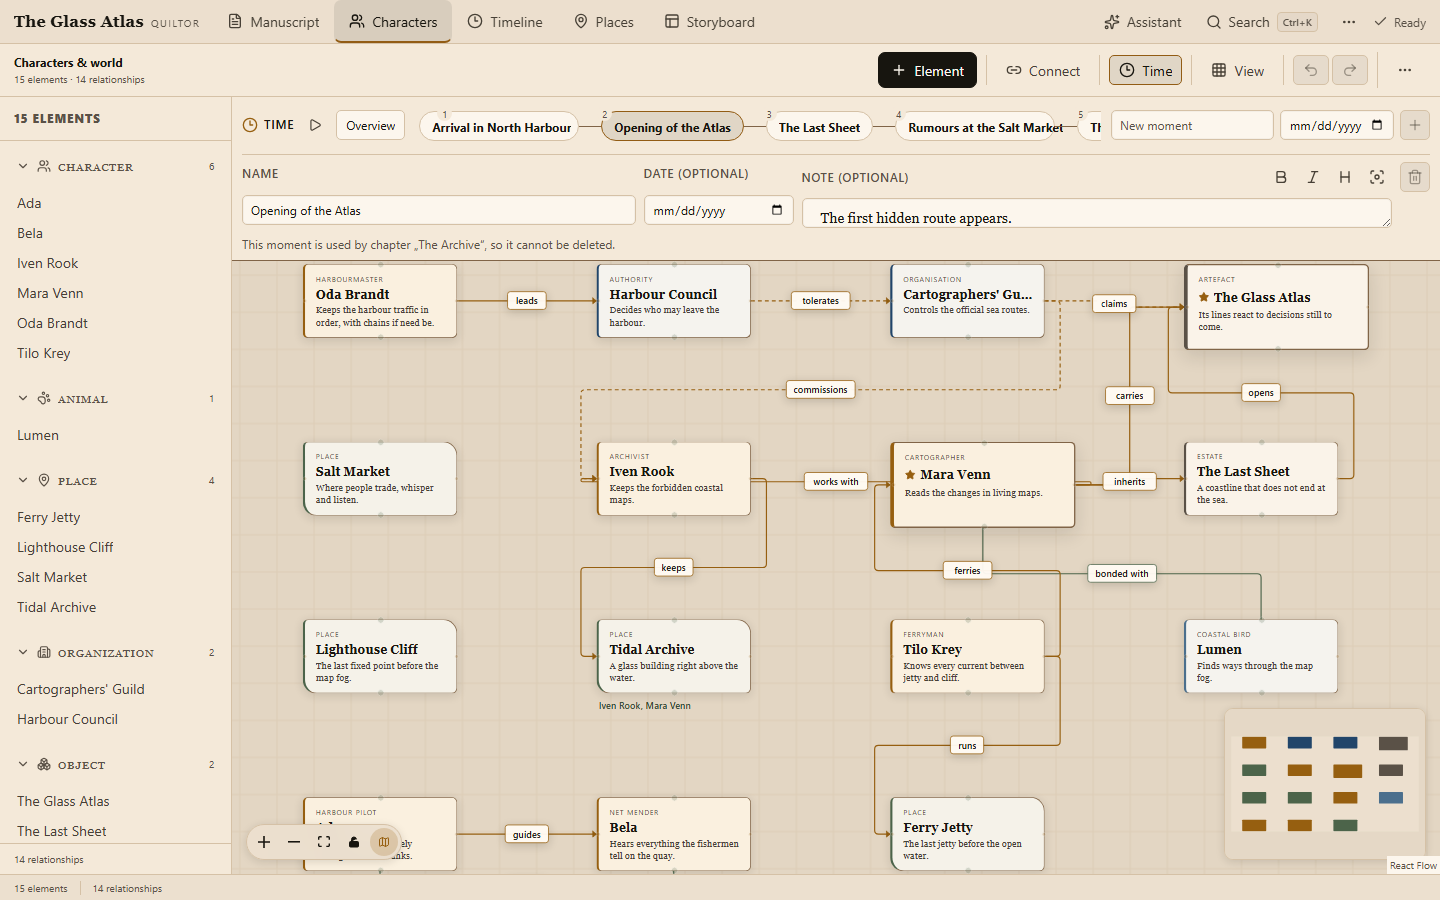 The Glass Atlas QUILTOR Manuscript Characters Timeline Places Storyboard Assistant Search Ctrl+K Ready
Characters & world
15 elements · 14 relationships
Element Connect Time View
15 ELEMENTS
CHARACTER 6
Ada
Bela
Iven Rook
Mara Venn
Oda Brandt
Tilo Krey
ANIMAL 1
Lumen
PLACE 4
Ferry Jetty
Lighthouse Cliff
Salt Market
Tidal Archive
ORGANIZATION 2
Cartographers' Guild
Harbour Council
OBJECT 2
The Glass Atlas
The Last Sheet
14 relationships
TIME Overview
1 Arrival in North Harbour
2 Opening of the Atlas
3 The Last Sheet
4 Rumours at the Salt Market
5 Th
New moment mm/dd/yyyy
NAME DATE (OPTIONAL) NOTE (OPTIONAL) B I H
Opening of the Atlas mm/dd/yyyy The first hidden route appears.
This moment is used by chapter „The Archive“, so it cannot be deleted.
HARBOURMASTER
Oda Brandt
Keeps the harbour traffic in
order, with chains if need be.
leads
AUTHORITY
Harbour Council
Decides who may leave the
harbour.
tolerates
ORGANISATION
Cartographers' Gu...
Controls the official sea routes.
claims
ARTEFACT
The Glass Atlas
Its lines react to decisions still to
come.
commissions
carries
opens
PLACE
Salt Market
Where people trade, whisper
and listen.
ARCHIVIST
Iven Rook
Keeps the forbidden coastal
maps.
works with
CARTOGRAPHER
Mara Venn
Reads the changes in living maps.
inherits
ESTATE
The Last Sheet
A coastline that does not end at
the sea.
keeps
ferries
bonded with
PLACE
Lighthouse Cliff
The last fixed point before the
map fog.
PLACE
Tidal Archive
A glass building right above the
water.
Iven Rook, Mara Venn
FERRYMAN
Tilo Krey
Knows every current between
jetty and cliff.
COASTAL BIRD
Lumen
Finds ways through the map
fog.
runs
HARBOUR PILOT
guides
NET MENDER
Bela
Hears everything the fishermen
tell on the quay.
PLACE
Ferry Jetty
The last jetty before the open
water.
React Flow
15 elements 14 relationships